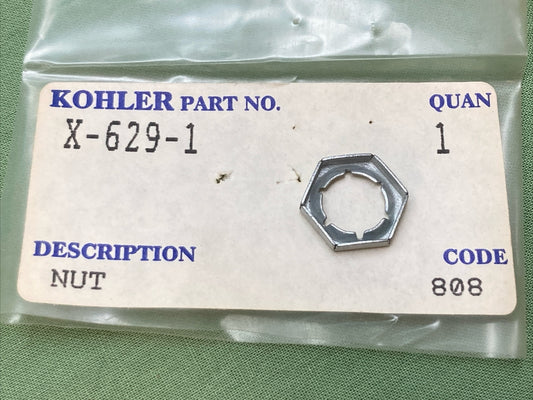 KOHLER PART NO. QUAN
X-629-1 1
DESCRIPTION CODE
NUT 808